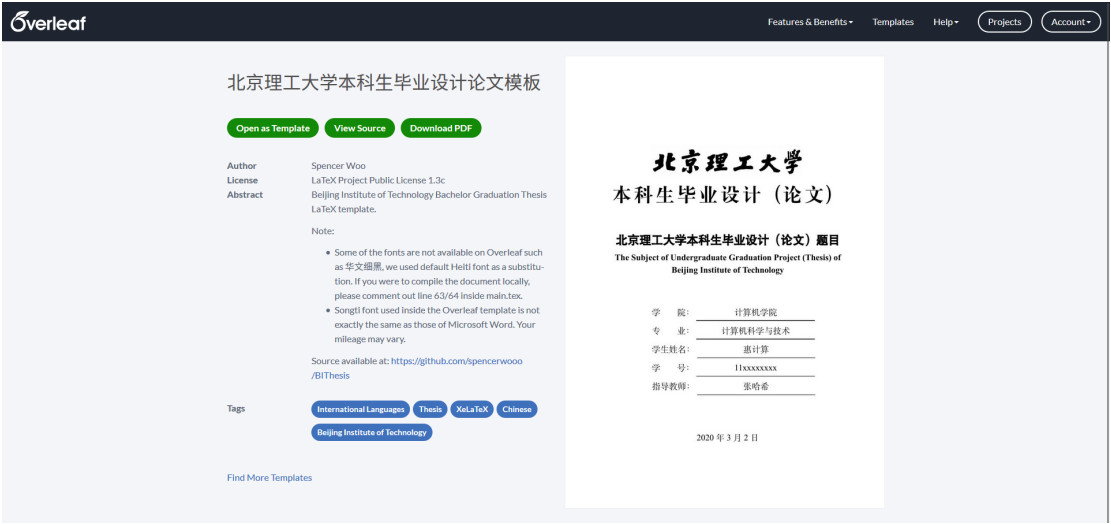 Overleaf
Features & Benefits
Templates
Help
Projects
Account
北京理工大学本科生毕业设计论文模板
Open as Template
View Source
Download PDF
Author
Spencer Woo
License
LaTeX Project Public License 1.3c
Abstract
Beijing Institute of Technology Bachelor Graduation Thesis
LaTeX template.
Note:
• Some of the fonts are not available on Overleaf such
as 华文细黑, we used default Heiti font as a substitu-
tion. If you were to compile the document locally,
please comment out line 63/64 inside main.tex.
• Songti font used inside the Overleaf template is not
exactly the same as those of Microsoft Word. Your
mileage may vary.
Source available at: https://github.com/spencerwooo
/BIThesis
Tags
International Languages
Thesis
XeLaTeX
Chinese
Beijing Institute of Technology
Find More Templates
北京理工大学
本科生毕业设计（论文）
北京理工大学本科生毕业设计（论文）题目
The Subject of Undergraduate Graduation Project (Thesis) of
Beijing Institute of Technology
学 院： 计算机学院
专 业： 计算机科学与技术
学生姓名： 惠计算
学 号： 11xxxxxxxx
指导教师： 张哈希
2020 年 3 月 2 日